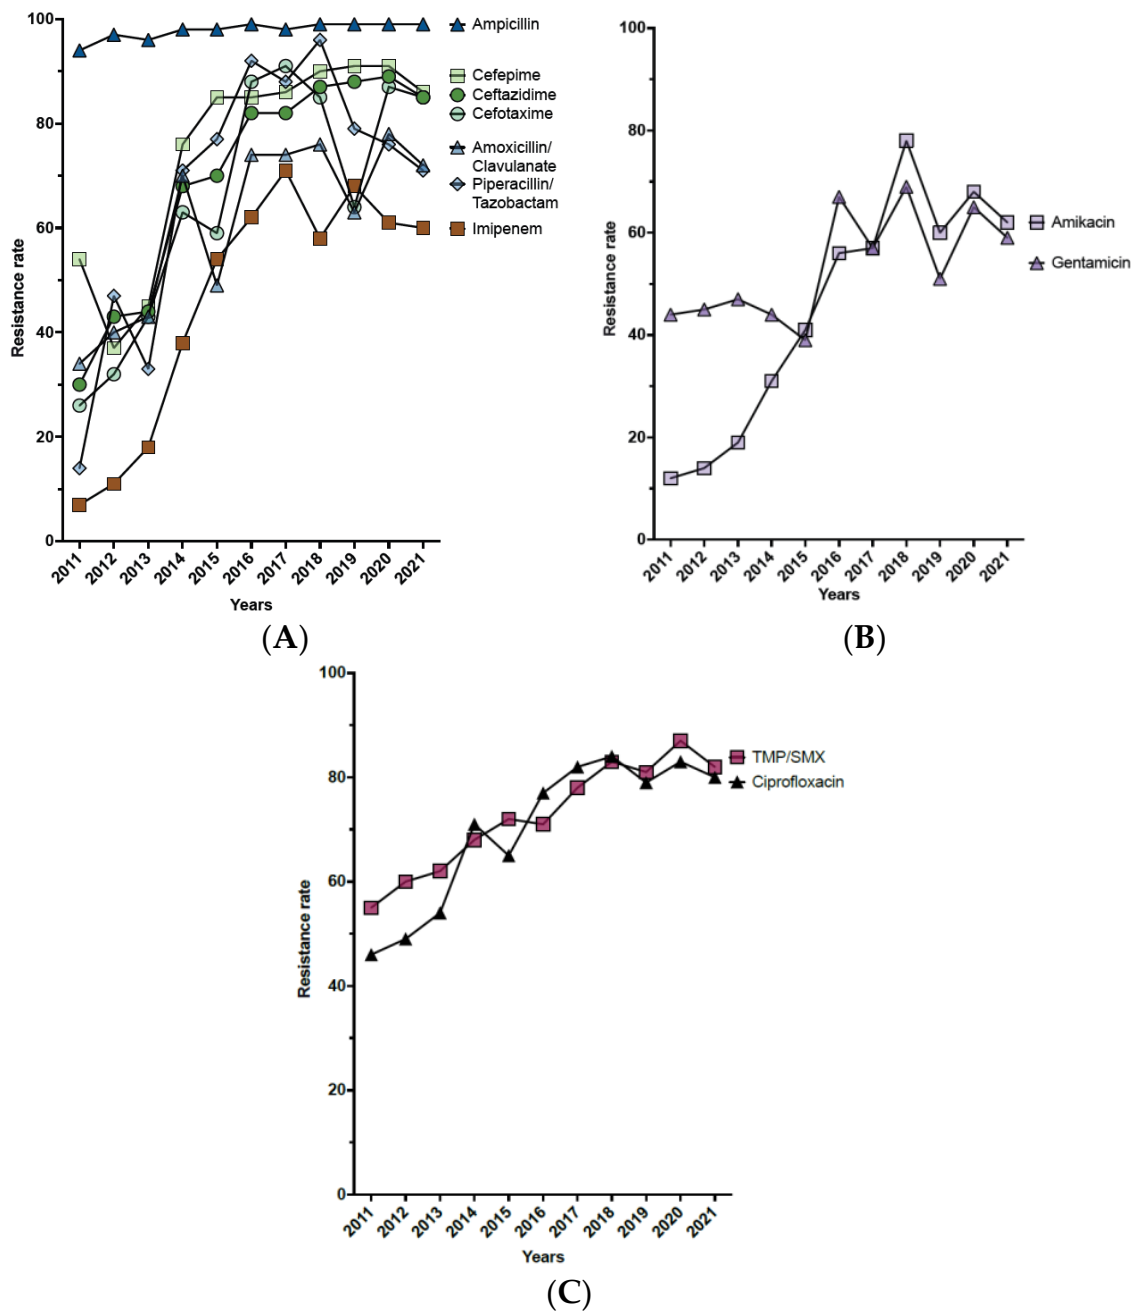 100
80
60
40
20
0
Resistance rate
2011
2012
2013
2014
2015
2016
2017
2018
2019
2020
2021
Years
Ampicillin
Cefepime
Ceftazidime
Cefotaxime
Amoxicillin/
Clavulanate
Piperacillin/
Tazobactam
Imipenem
(A)
100
80
60
40
20
0
Resistance rate
2011
2012
2013
2014
2015
2016
2017
2018
2019
2020
2021
Years
Amikacin
Gentamicin
(B)
100
80
60
40
20
0
Resistance rate
2011
2012
2013
2014
2015
2016
2017
2018
2019
2020
2021
Years
TMP/SMX
Ciprofloxacin
(C)